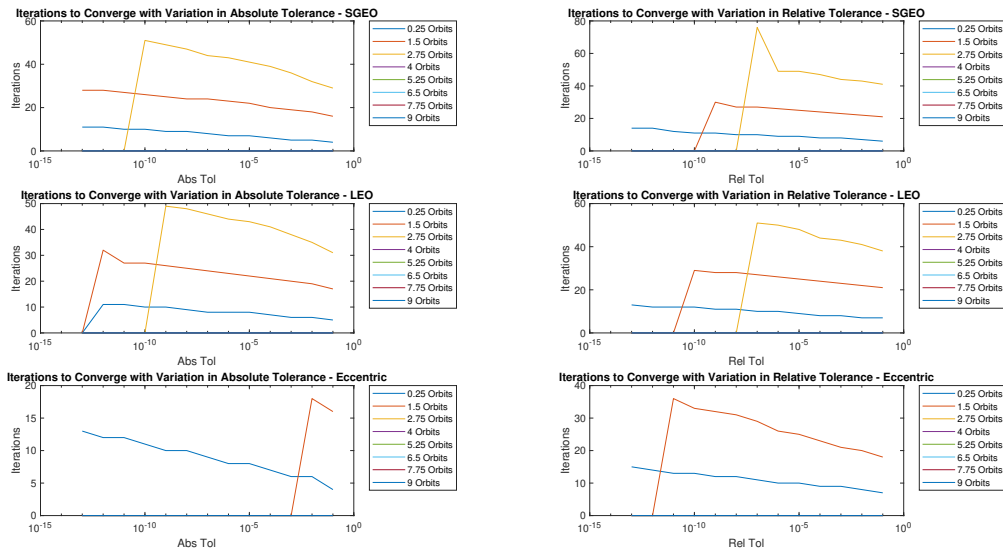 Iterations to Converge with Variation in Absolute Tolerance - SGEO
60
40
20
0
Iterations
10-15
10-10
10-5
100
Abs Tol
0.25 Orbits
1.5 Orbits
2.75 Orbits
4 Orbits
5.25 Orbits
6.5 Orbits
7.75 Orbits
9 Orbits
Iterations to Converge with Variation in Relative Tolerance - SGEO
80
60
40
20
0
Iterations
10-15
10-10
10-5
100
Rel Tol
0.25 Orbits
1.5 Orbits
2.75 Orbits
4 Orbits
5.25 Orbits
6.5 Orbits
7.75 Orbits
9 Orbits
Iterations to Converge with Variation in Absolute Tolerance - LEO
50
40
30
20
10
0
Iterations
10-15
10-10
10-5
100
Abs Tol
0.25 Orbits
1.5 Orbits
2.75 Orbits
4 Orbits
5.25 Orbits
6.5 Orbits
7.75 Orbits
9 Orbits
Iterations to Converge with Variation in Relative Tolerance - LEO
60
40
20
0
Iterations
10-15
10-10
10-5
100
Rel Tol
0.25 Orbits
1.5 Orbits
2.75 Orbits
4 Orbits
5.25 Orbits
6.5 Orbits
7.75 Orbits
9 Orbits
Iterations to Converge with Variation in Absolute Tolerance - Eccentric
20
15
10
5
0
Iterations
10-15
10-10
10-5
100
Abs Tol
0.25 Orbits
1.5 Orbits
2.75 Orbits
4 Orbits
5.25 Orbits
6.5 Orbits
7.75 Orbits
9 Orbits
Iterations to Converge with Variation in Relative Tolerance - Eccentric
40
30
20
10
0
Iterations
10-15
10-10
10-5
100
Rel Tol
0.25 Orbits
1.5 Orbits
2.75 Orbits
4 Orbits
5.25 Orbits
6.5 Orbits
7.75 Orbits
9 Orbits